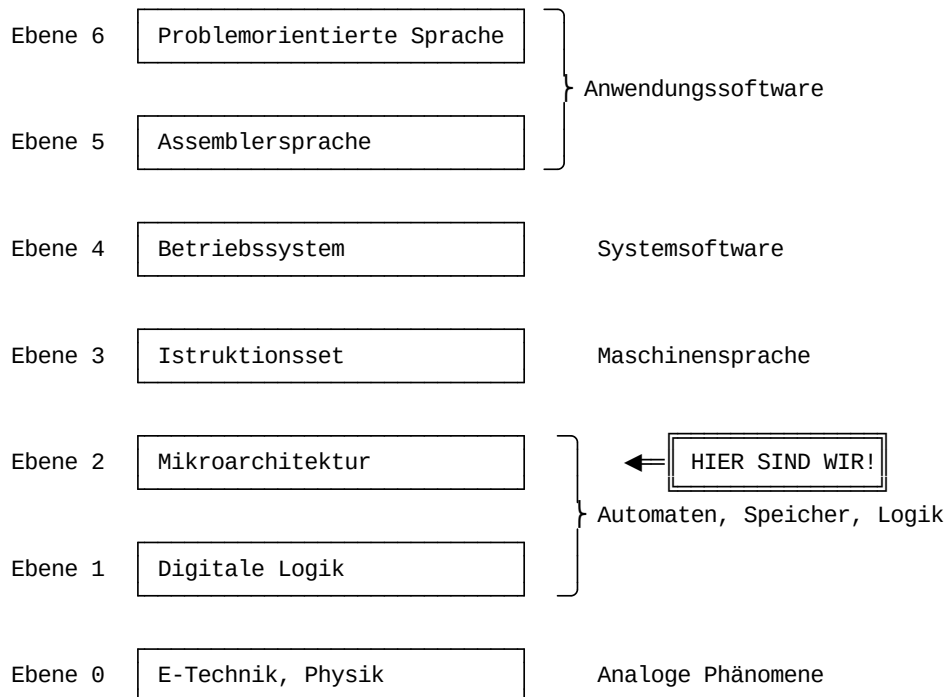 Ebene 6 Problemorientierte Sprache
Anwendungssoftware
Ebene 5 Assemblersprache
Ebene 4 Betriebssystem Systemsoftware
Ebene 3 Istruktionsset Maschinensprache
Ebene 2 Mikroarchitektur HIER SIND WIR!
Automaten, Speicher, Logik
Ebene 1 Digitale Logik
Ebene 0 E-Technik, Physik Analoge Phänomene